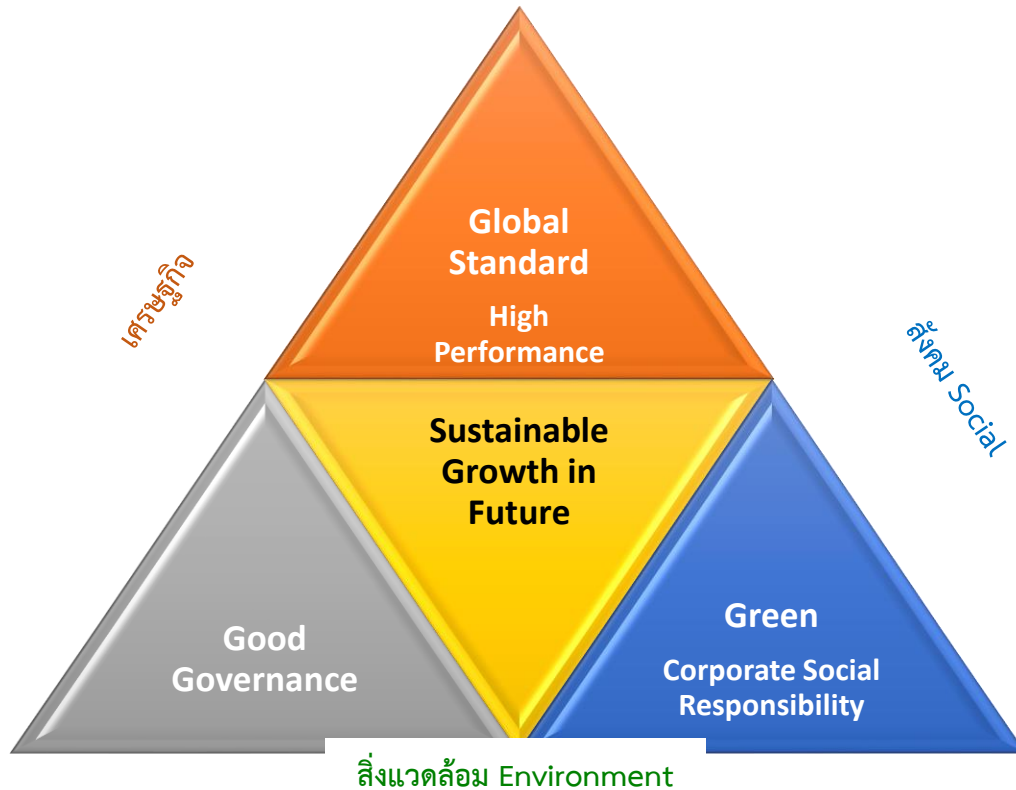 Global
Standard
High
Performance
เศรษฐกิจ
สังคม Social
Sustainable
Growth in
Future
Good
Governance
Green
Corporate Social
Responsibility
สิ่งแวดล้อม Environment